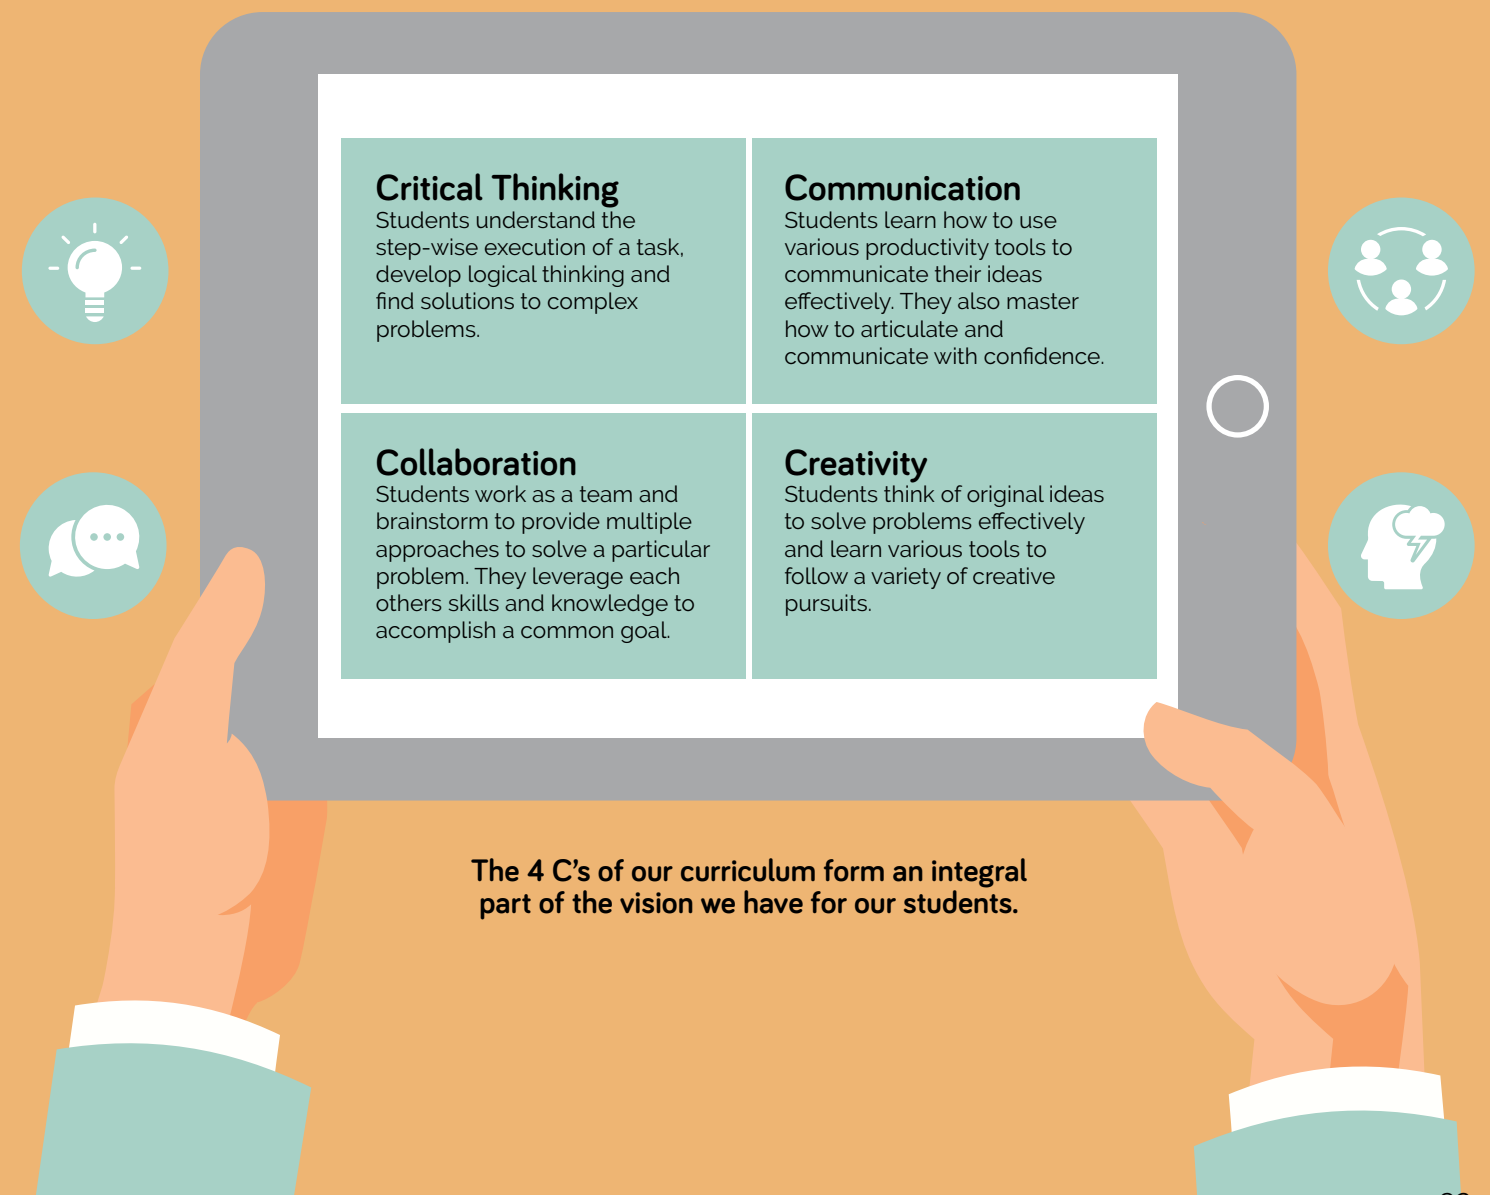 Critical Thinking
Students understand the
step-wise execution of a task,
develop logical thinking and
find solutions to complex
problems.
Communication
Students learn how to use
various productivity tools to
communicate their ideas
effectively. They also master
how to articulate and
communicate with confidence.
Collaboration
Students work as a team and
brainstorm to provide multiple
approaches to solve a particular
problem. They leverage each
others skills and knowledge to
accomplish a common goal.
Creativity
Students think of original ideas
to solve problems effectively
and learn various tools to
follow a variety of creative
pursuits.
The 4 C's of our curriculum form an integral
part of the vision we have for our students.